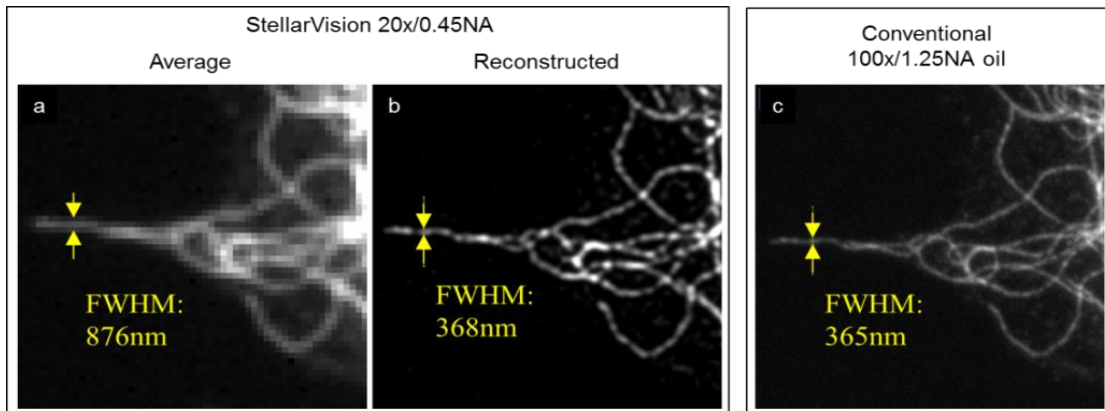 StellarVision 20x/0.45NA
Average
Reconstructed
a
FWHM:
876nm
b
FWHM:
368nm
Conventional
100x/1.25NA oil
c
FWHM:
365nm